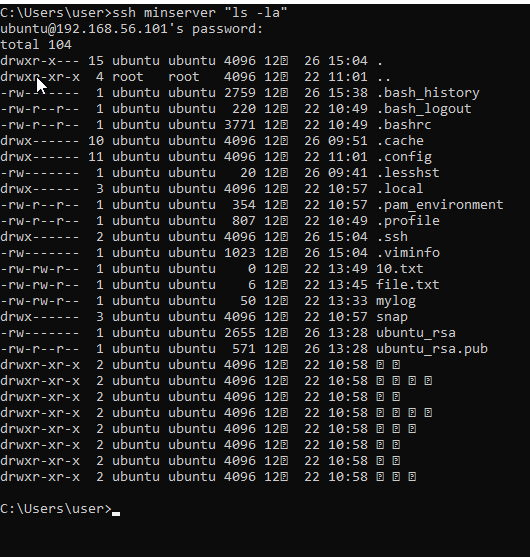 C:\Users\user>ssh minserver "ls -la"
ubuntu@192.168.56.101's password:
total 104
drwxr-x--- 15 ubuntu ubuntu 4096 12 26 15:04 .
drwxr-xr-x  4 root   root   4096 12 22 11:01 ..
-rw-------  1 ubuntu ubuntu 2759 12 26 15:38 .bash_history
-rw-r--r--  1 ubuntu ubuntu  220 12 22 10:49 .bash_logout
-rw-r--r--  1 ubuntu ubuntu 3771 12 22 10:49 .bashrc
drwx------ 10 ubuntu ubuntu 4096 12 26 09:51 .cache
drwx------ 11 ubuntu ubuntu 4096 12 22 11:01 .config
-rw-------  1 ubuntu ubuntu   20 12 26 09:41 .lesshst
drwx------  3 ubuntu ubuntu 4096 12 22 10:57 .local
-rw-r--r--  1 ubuntu ubuntu  354 12 22 10:57 .pam_environment
-rw-r--r--  1 ubuntu ubuntu  807 12 22 10:49 .profile
drwx------  2 ubuntu ubuntu 4096 12 26 15:04 .ssh
-rw-------  1 ubuntu ubuntu 1023 12 26 15:04 .viminfo
-rw-rw-r--  1 ubuntu ubuntu    0 12 22 13:49 10.txt
-rw-rw-r--  1 ubuntu ubuntu    6 12 22 13:45 file.txt
-rw-rw-r--  1 ubuntu ubuntu   50 12 22 13:33 mylog
drwx------  3 ubuntu ubuntu 4096 12 22 10:57 snap
-rw-------  1 ubuntu ubuntu 2655 12 26 13:28 ubuntu_rsa
-rw-r--r--  1 ubuntu ubuntu  571 12 26 13:28 ubuntu_rsa.pub
drwxr-xr-x  2 ubuntu ubuntu 4096 12 22 10:58
drwxr-xr-x  2 ubuntu ubuntu 4096 12 22 10:58
drwxr-xr-x  2 ubuntu ubuntu 4096 12 22 10:58
drwxr-xr-x  2 ubuntu ubuntu 4096 12 22 10:58
drwxr-xr-x  2 ubuntu ubuntu 4096 12 22 10:58
drwxr-xr-x  2 ubuntu ubuntu 4096 12 22 10:58
drwxr-xr-x  2 ubuntu ubuntu 4096 12 22 10:58
drwxr-xr-x  2 ubuntu ubuntu 4096 12 22 10:58
C:\Users\user>